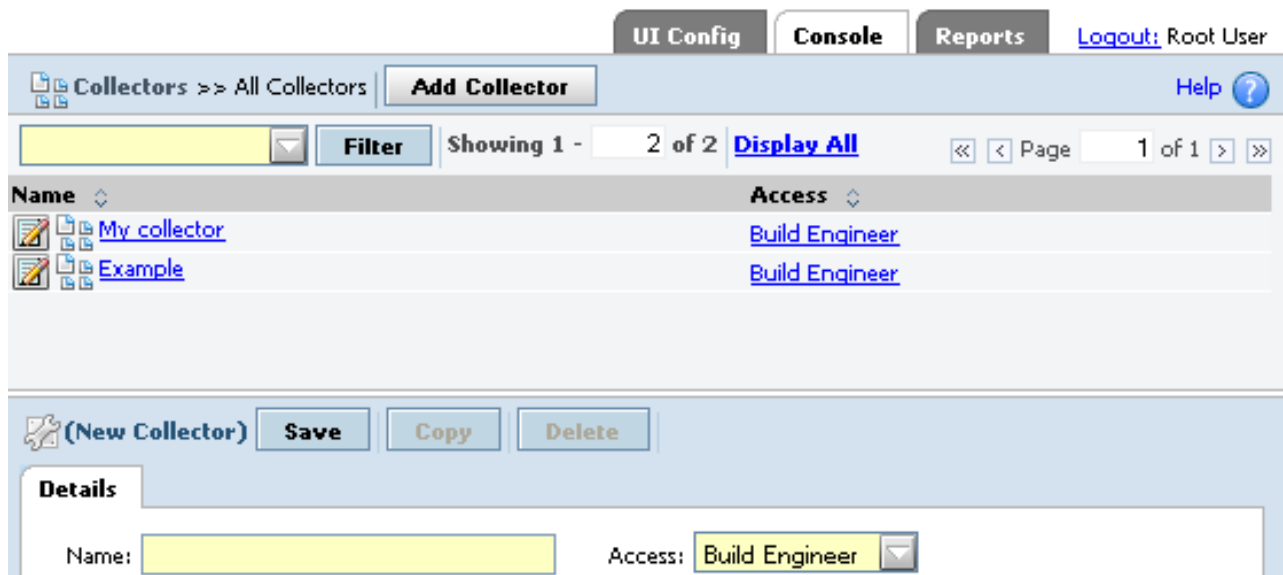 UI Config Console Reports Logout: Root User
Collectors >> All Collectors Add Collector Help ?
Filter Showing 1 - 2 of 2 Display All << < Page 1 of 1 > >>
Name Access
My collector Build Engineer
Example Build Engineer
(New Collector) Save Copy Delete
Details
Name: Access: Build Engineer